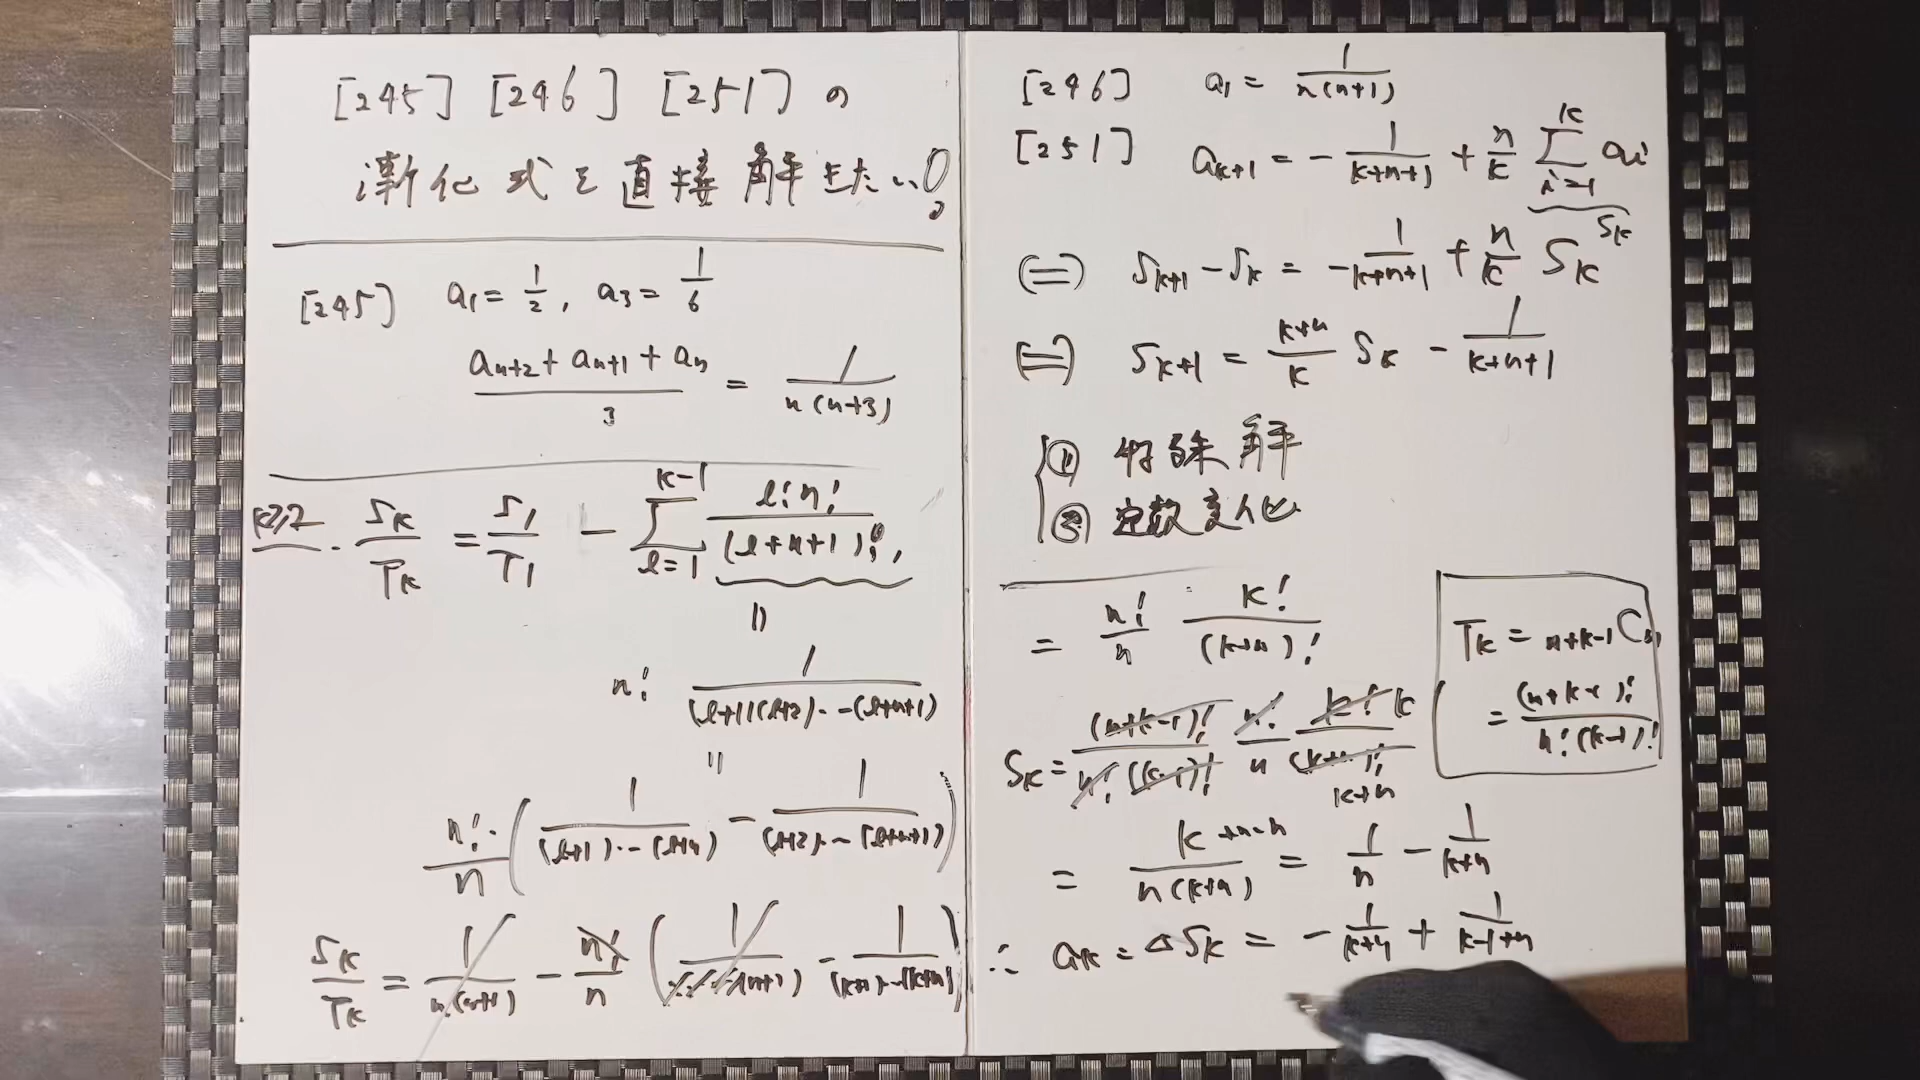 [245] [246] [251] の
漸化式を直接解きたい!
[245] a₁ = 1/2, a₃ = 1/6
(aₙ₊₂ + aₙ₊₁ + aₙ)/3 = 1/(n(n+3))
k≧2. Sₖ/Tₖ = S₁/T₁ - Σ_{l=1}^{k-1} l!n!/(l+n+1)!,
||
n! 1/((l+1)(l+2)…(l+n+1))
||
n!/n · (1/((l+1)…(l+n)) - 1/((l+2)…(l+n+1)))
Sₖ/Tₖ = 1/(n(n+1)) - n!/n (1/(…(n+1)) - 1/((k+1)…(k+n)))
[246] a₁ = 1/(n(n+1))
[251] aₖ₊₁ = - 1/(k+n+1) + n/k Σ_{i=1}^{k} aᵢ
Sₖ
⇔ Sₖ₊₁ - Sₖ = - 1/(k+n+1) + n/k Sₖ
⇔ Sₖ₊₁ = (k+n)/k Sₖ - 1/(k+n+1)
① 特殊解
② 定数変化
= n!/n · k!/(k+n)!
Tₖ = ₙ₊ₖ₋₁Cₙ
= (n+k-1)!/(n!(k-1)!)
Sₖ = (n+k-1)!/(n!(k-1)!) n!/n k! k/((k+n)! k+n)
= k+n-n/(n(k+n)) = 1/n - 1/(k+n)
∴ aₖ = ΔSₖ = - 1/(k+n) + 1/(k-1+n)